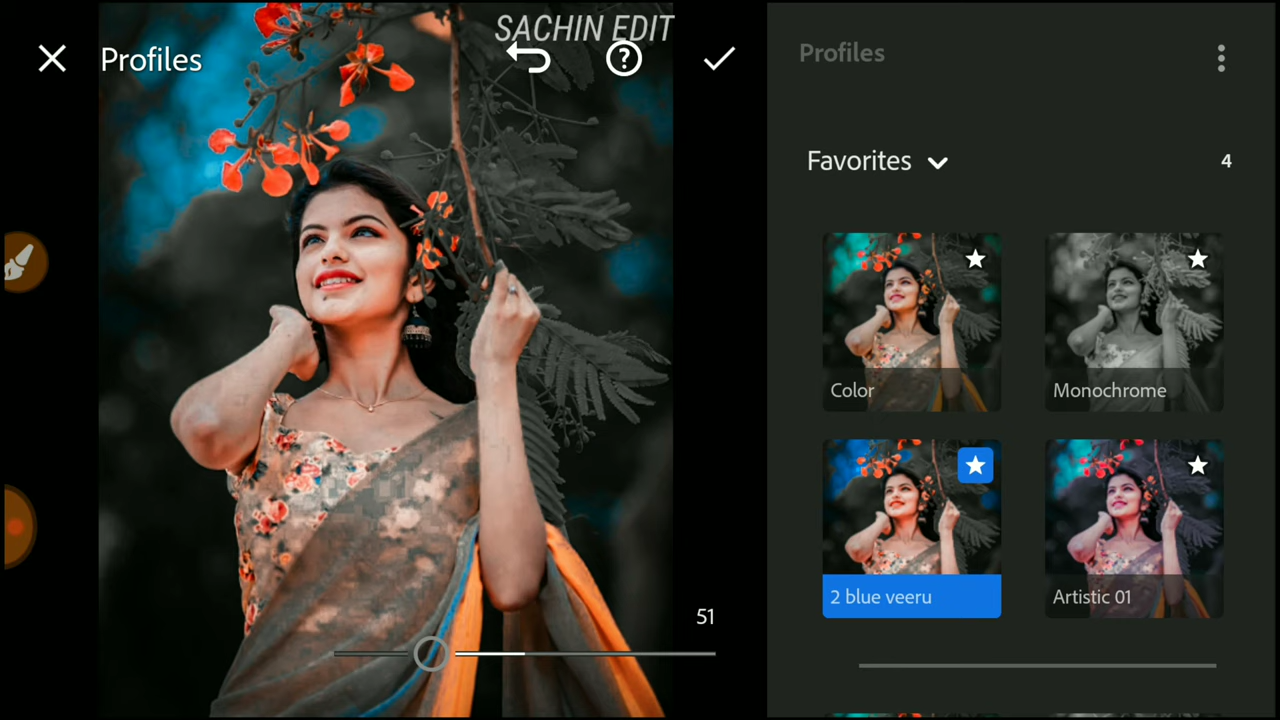 SACHIN EDIT
Profiles
?
Profiles
Favorites
4
Color
Monochrome
2 blue veeru
Artistic 01
51